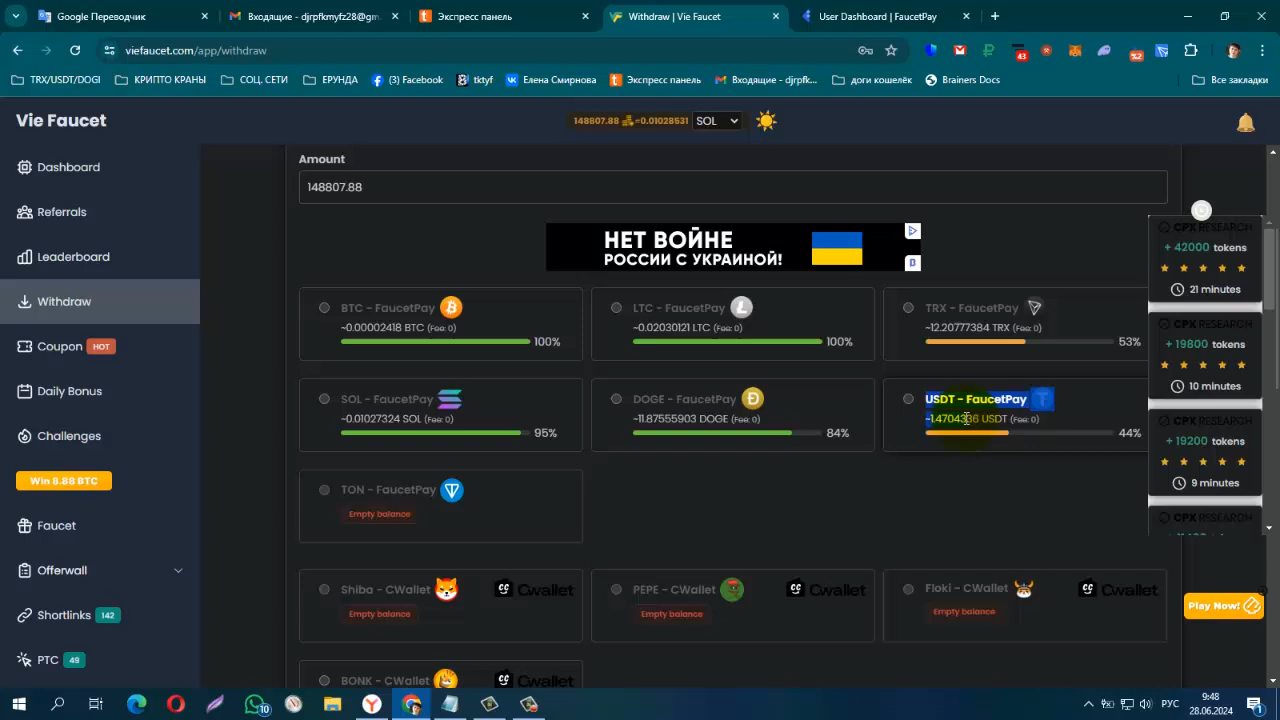 Google Переводчик
Входящие - djrpfkmyfz28@gm
Экспресс панель
Withdraw | Vie Faucet
User Dashboard | FaucetPay
viefaucet.com/app/withdraw
43
TRX/USDT/DOGI
КРИПТО КРАНЫ
СОЦ. СЕТИ
ЕРУНДА
(3) Facebook
tktyf
Елена Смирнова
Экспресс панель
Входящие - djrpfk...
доги кошелёк
Brainers Docs
Все закладки
Vie Faucet
148807.88 ≈0.01028531 SOL
Dashboard
Referrals
Leaderboard
Withdraw
Coupon HOT
Daily Bonus
Challenges
Win 8.88 BTC
Faucet
Offerwall
Shortlinks 142
PTC 49
Amount
148807.88
НЕТ ВОЙНЕ
РОССИИ С УКРАИНОЙ!
BTC - FaucetPay
~0.00002418 BTC (Fee: 0)
100%
LTC - FaucetPay
~0.02030121 LTC (Fee: 0)
100%
TRX - FaucetPay
~12.20777384 TRX (Fee: 0)
53%
SOL - FaucetPay
~0.01027324 SOL (Fee: 0)
95%
DOGE - FaucetPay
~11.87555903 DOGE (Fee: 0)
84%
USDT - FaucetPay
USDT (Fee: 0)
44%
TON - FaucetPay
Empty balance
Shiba - CWallet
Cwallet
Empty balance
PEPE - CWallet
Cwallet
Empty balance
Floki - CWallet
Cwallet
Empty balance
BONK - CWallet
Cwallet
CPX RESEARCH
+ 42000 tokens
21 minutes
CPX RESEARCH
+ 19800 tokens
10 minutes
CPX RESEARCH
+ 19200 tokens
9 minutes
CPX RESEARCH
Play Now!
10
РУС
9:48
28.06.2024